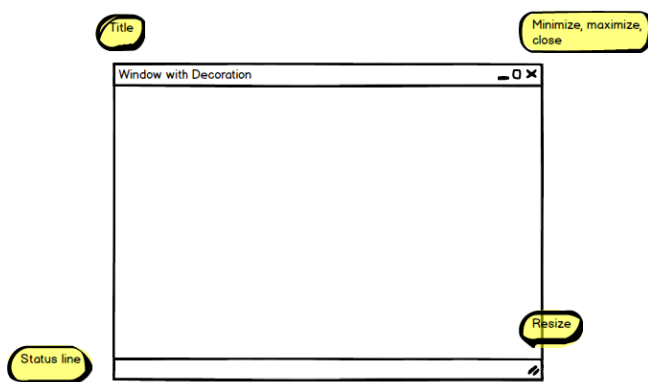 Title
Minimize, maximize,
close
Window with Decoration
Resize
Status line